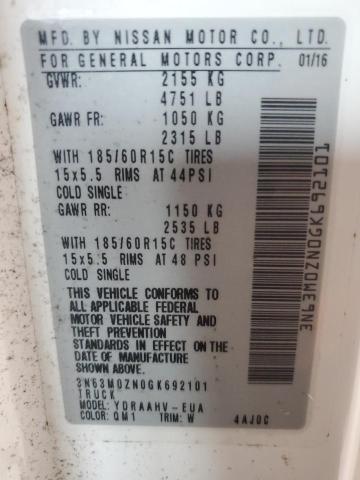 MFD. BY NISSAN MOTOR CO., LTD.
FOR GENERAL MOTORS CORP. 01/16
GVWR: 2155 KG
4751 LB
GAWR FR: 1050 KG
2315 LB
WITH 185/60R15C TIRES
15x5.5 RIMS AT 44PSI
COLD SINGLE
GAWR RR: 1150 KG
2535 LB
WITH 185/60R15C TIRES
15x5.5 RIMS AT 48 PSI
COLD SINGLE
THIS VEHICLE CONFORMS TO
ALL APPLICABLE FEDERAL
MOTOR VEHICLE SAFETY AND
THEFT PREVENTION
STANDARDS IN EFFECT ON
THE DATE OF MANUFACTURE
SHOWN ABOVE.
3N63M0ZN0GK692101
TRUCK
MODEL: YDRAAHV-EUA
COLOR: QM1 TRIM: W 4AJ0C
3N63M0ZN0GK692101